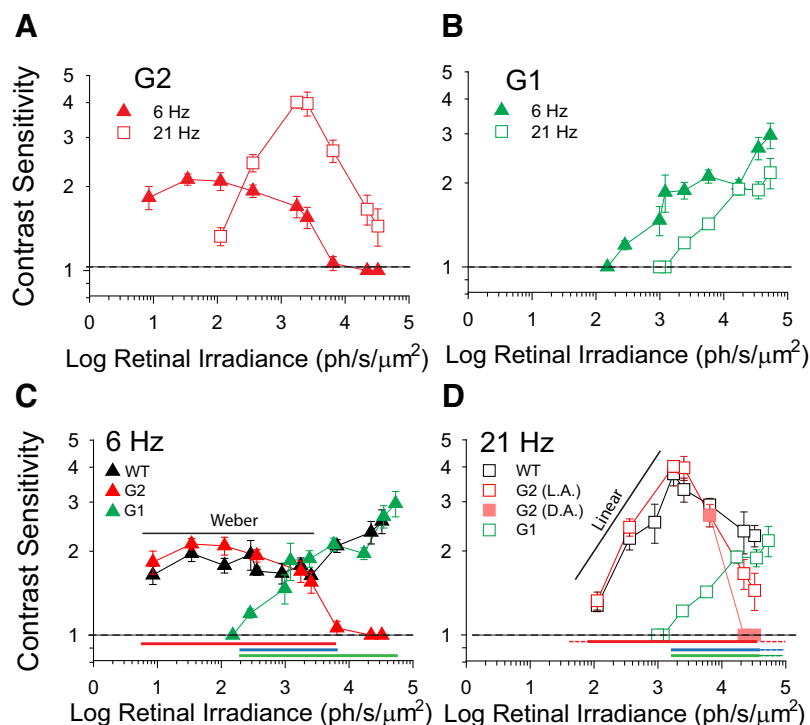 A
G2
6 Hz
21 Hz
Contrast Sensitivity
5
4
3
2
1
0 1 2 3 4 5
Log Retinal Irradiance (ph/s/μm²)
B
G1
6 Hz
21 Hz
5
4
3
2
1
0 1 2 3 4 5
Log Retinal Irradiance (ph/s/μm²)
C
6 Hz
WT
G2
G1
Weber
Contrast Sensitivity
5
4
3
2
1
0 1 2 3 4 5
Log Retinal Irradiance (ph/s/μm²)
D
21 Hz
WT
G2 (L.A.)
G2 (D.A.)
G1
Linear
5
4
3
2
1
0 1 2 3 4 5
Log Retinal Irradiance (ph/s/μm²)